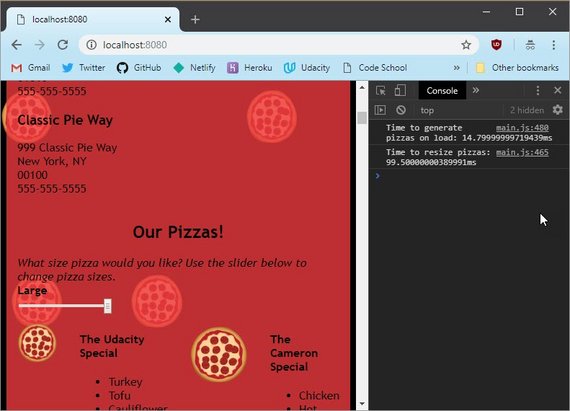 localhost:8080
localhost:8080
Gmail Twitter GitHub Netlify Heroku Udacity Code School » Other bookmarks
555-555-5555
Classic Pie Way
999 Classic Pie Way
New York, NY
00100
555-555-5555
Our Pizzas!
What size pizza would you like? Use the slider below to
change pizza sizes.
Large
The Udacity
Special
Turkey
Tofu
Cauliflower
The
Cameron
Special
Chicken
Hot
Console »
top 2 hidden
Time to generate main.js:480
pizzas on load: 14.79999999719439ms
Time to resize pizzas: main.js:465
99.50000000389991ms